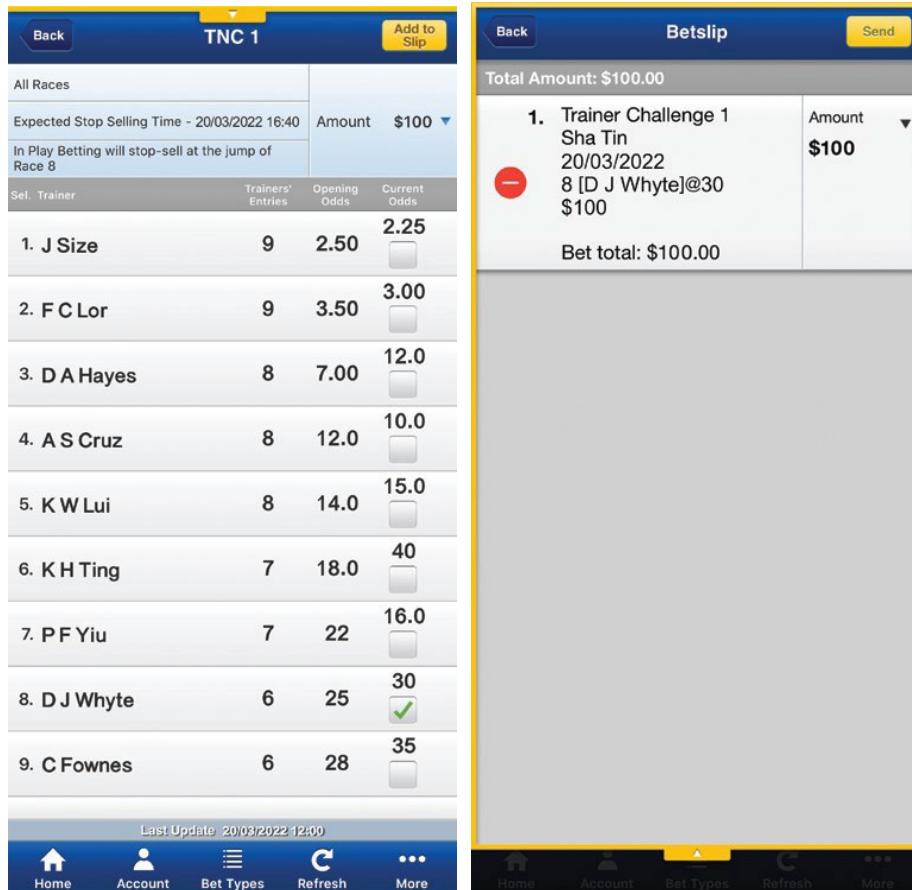 Back
TNC 1
Add to
Slip
All Races
Expected Stop Selling Time - 20/03/2022 16:40
In Play Betting will stop-sell at the jump of
Race 8
Amount $100
Sel. Trainer
Trainers'
Entries
Opening
Odds
Current
Odds
1. J Size 9 2.50 2.25
2. F C Lor 9 3.50 3.00
3. D A Hayes 8 7.00 12.0
4. A S Cruz 8 12.0 10.0
5. K W Lui 8 14.0 15.0
6. K H Ting 7 18.0 40
7. P F Yiu 7 22 16.0
8. D J Whyte 6 25 30
9. C Fownes 6 28 35
Last Update 20/03/2022 12:00
Home Account Bet Types Refresh More
Back
Betslip
Send
Total Amount: $100.00
1. Trainer Challenge 1
Sha Tin
20/03/2022
8 [D J Whyte]@30
$100
Bet total: $100.00
Amount
$100
Home Account Bet Types Refresh More